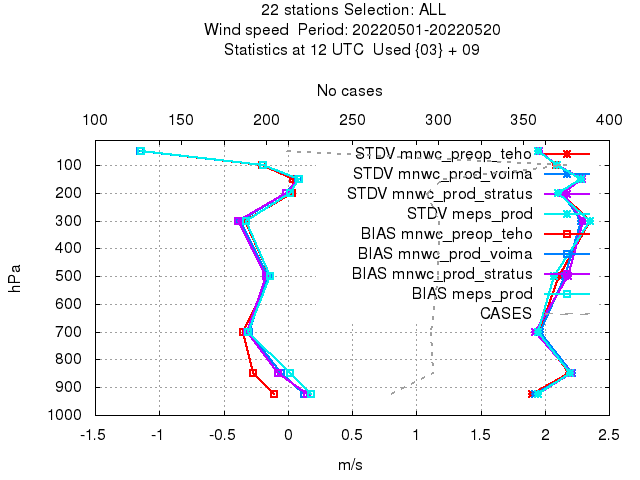 22 stations Selection: ALL
Wind speed  Period: 20220501-20220520
Statistics at 12 UTC  Used {03} + 09
No cases
100 150 200 250 300 350 400
STDV mnwc_preop_teho
STDV mnwc_prod_voima
STDV mnwc_prod_stratus
STDV meps_prod
BIAS mnwc_preop_teho
BIAS mnwc_prod_voima
BIAS mnwc_prod_stratus
BIAS meps_prod
CASES
hPa
100
200
300
400
500
600
700
800
900
1000
-1.5 -1 -0.5 0 0.5 1 1.5 2 2.5
m/s